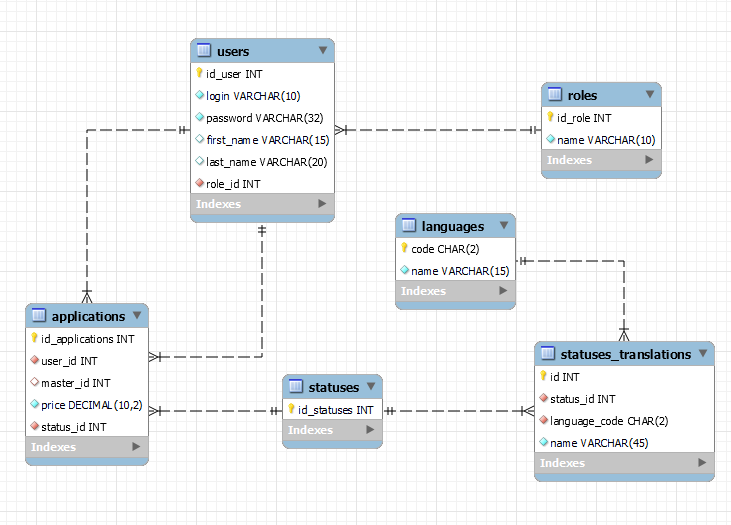 users
id_user INT
login VARCHAR(10)
password VARCHAR(32)
first_name VARCHAR(15)
last_name VARCHAR(20)
role_id INT
Indexes
roles
id_role INT
name VARCHAR(10)
Indexes
languages
code CHAR(2)
name VARCHAR(15)
Indexes
applications
id_applications INT
user_id INT
master_id INT
price DECIMAL(10,2)
status_id INT
Indexes
statuses
id_statuses INT
Indexes
statuses_translations
id INT
status_id INT
language_code CHAR(2)
name VARCHAR(45)
Indexes